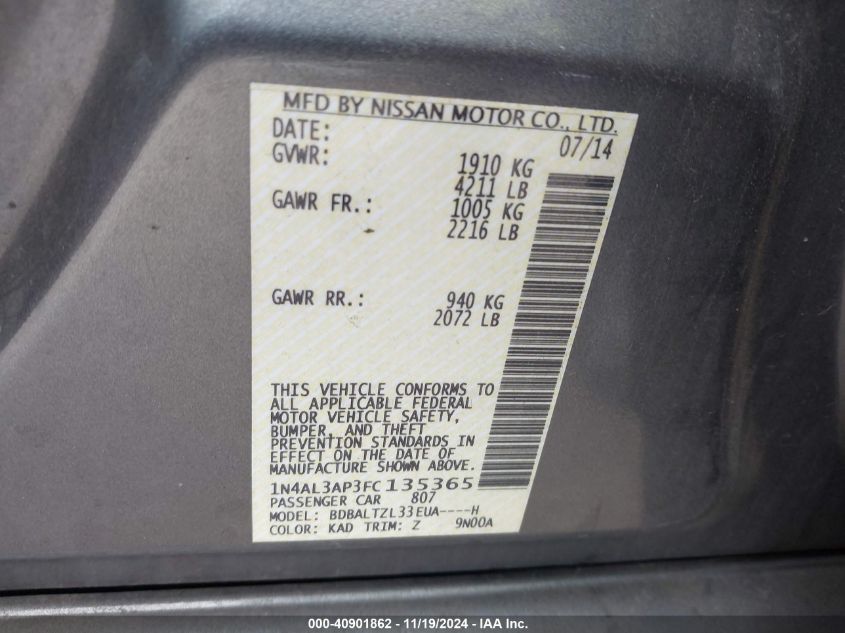 MFD BY NISSAN MOTOR CO., LTD.
DATE: 07/14
GVWR: 1910 KG
4211 LB
GAWR FR.: 1005 KG
2216 LB
GAWR RR.: 940 KG
2072 LB
THIS VEHICLE CONFORMS TO
ALL APPLICABLE FEDERAL
MOTOR VEHICLE SAFETY,
BUMPER, AND THEFT
PREVENTION STANDARDS IN
EFFECT ON THE DATE OF
MANUFACTURE SHOWN ABOVE.
1N4AL3AP3FC135365
PASSENGER CAR 807
MODEL: BDBALTZL33EUA----H
COLOR: KAD TRIM: Z 9N00A
000-40901862 - 11/19/2024 - IAA Inc.